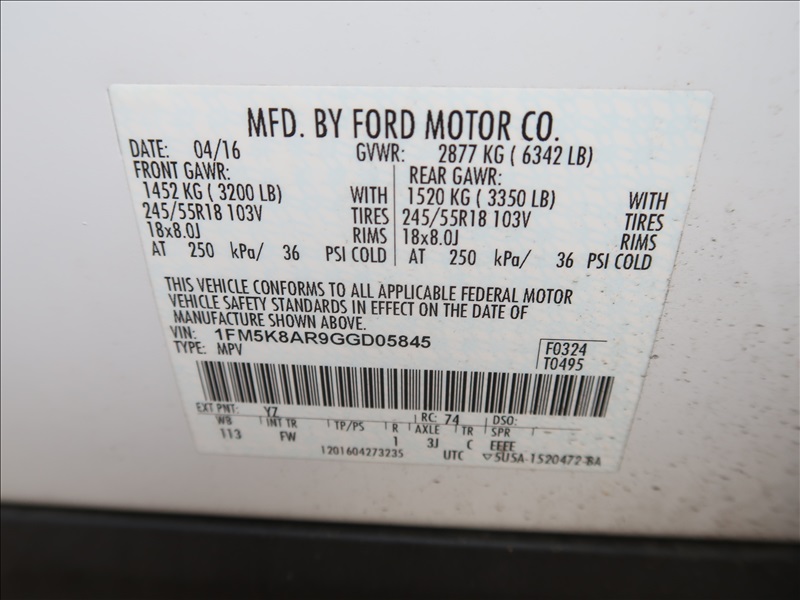 MFD. BY FORD MOTOR CO.
DATE: 04/16 GVWR: 2877 KG ( 6342 LB)
FRONT GAWR: REAR GAWR:
1452 KG ( 3200 LB) WITH 1520 KG ( 3350 LB) WITH
245/55R18 103V TIRES 245/55R18 103V TIRES
18x8.0J RIMS 18x8.0J RIMS
AT 250 kPa/ 36 PSI COLD AT 250 kPa/ 36 PSI COLD
THIS VEHICLE CONFORMS TO ALL APPLICABLE FEDERAL MOTOR
VEHICLE SAFETY STANDARDS IN EFFECT ON THE DATE OF
MANUFACTURE SHOWN ABOVE.
VIN: 1FM5K8AR9GGD05845
TYPE: MPV F0324
T0495
EXT PNT: YZ RC: 74 DSO:
WB INT TR TP/PS R AXLE TR SPR
113 FW 1 3J C EEEE
1201604273235 UTC ▽5U5A-1520472-BA